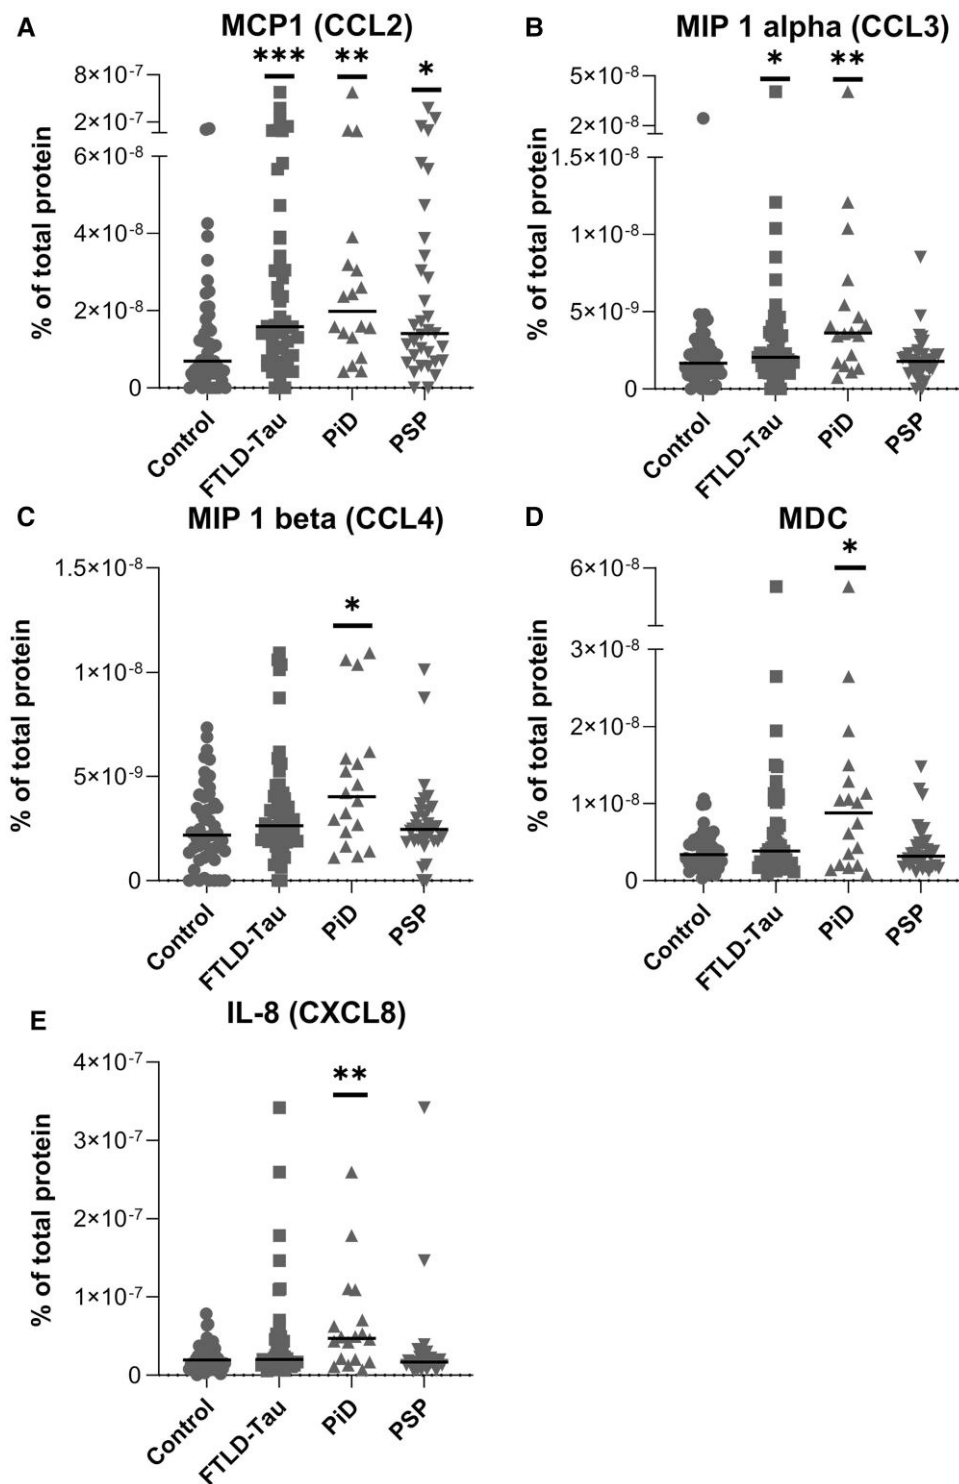 A
MCP1 (CCL2)
% of total protein
8×10⁻⁷
2×10⁻⁷
6×10⁻⁸
4×10⁻⁸
2×10⁻⁸
0
***
**
*
Control
FTLD-Tau
PiD
PSP
B
MIP 1 alpha (CCL3)
% of total protein
5×10⁻⁸
2×10⁻⁸
1.5×10⁻⁸
1×10⁻⁸
5×10⁻⁹
0
*
**
Control
FTLD-Tau
PiD
PSP
C
MIP 1 beta (CCL4)
% of total protein
1.5×10⁻⁸
1×10⁻⁸
5×10⁻⁹
0
*
Control
FTLD-Tau
PiD
PSP
D
MDC
% of total protein
6×10⁻⁸
3×10⁻⁸
2×10⁻⁸
1×10⁻⁸
0
*
Control
FTLD-Tau
PiD
PSP
E
IL-8 (CXCL8)
% of total protein
4×10⁻⁷
3×10⁻⁷
2×10⁻⁷
1×10⁻⁷
0
**
Control
FTLD-Tau
PiD
PSP